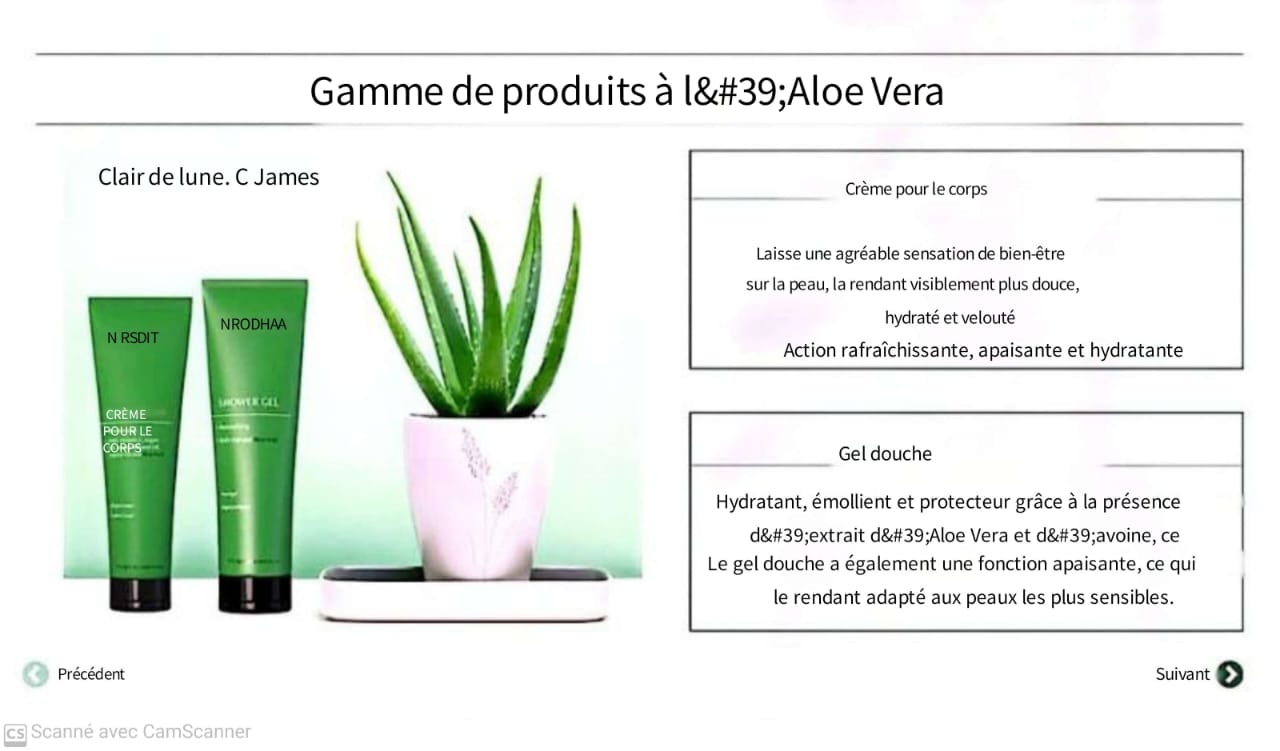 Gamme de produits à l&#39;Aloe Vera
Clair de lune. C James
N RSDIT
NRODHAA
CRÈME
POUR LE
CORPS
SHOWER GEL
Crème pour le corps
Laisse une agréable sensation de bien-être
sur la peau, la rendant visiblement plus douce,
hydraté et velouté
Action rafraîchissante, apaisante et hydratante
Gel douche
Hydratant, émollient et protecteur grâce à la présence
d&#39;extrait d&#39;Aloe Vera et d&#39;avoine, ce
Le gel douche a également une fonction apaisante, ce qui
le rendant adapté aux peaux les plus sensibles.
Précédent
Suivant
CS Scanné avec CamScanner